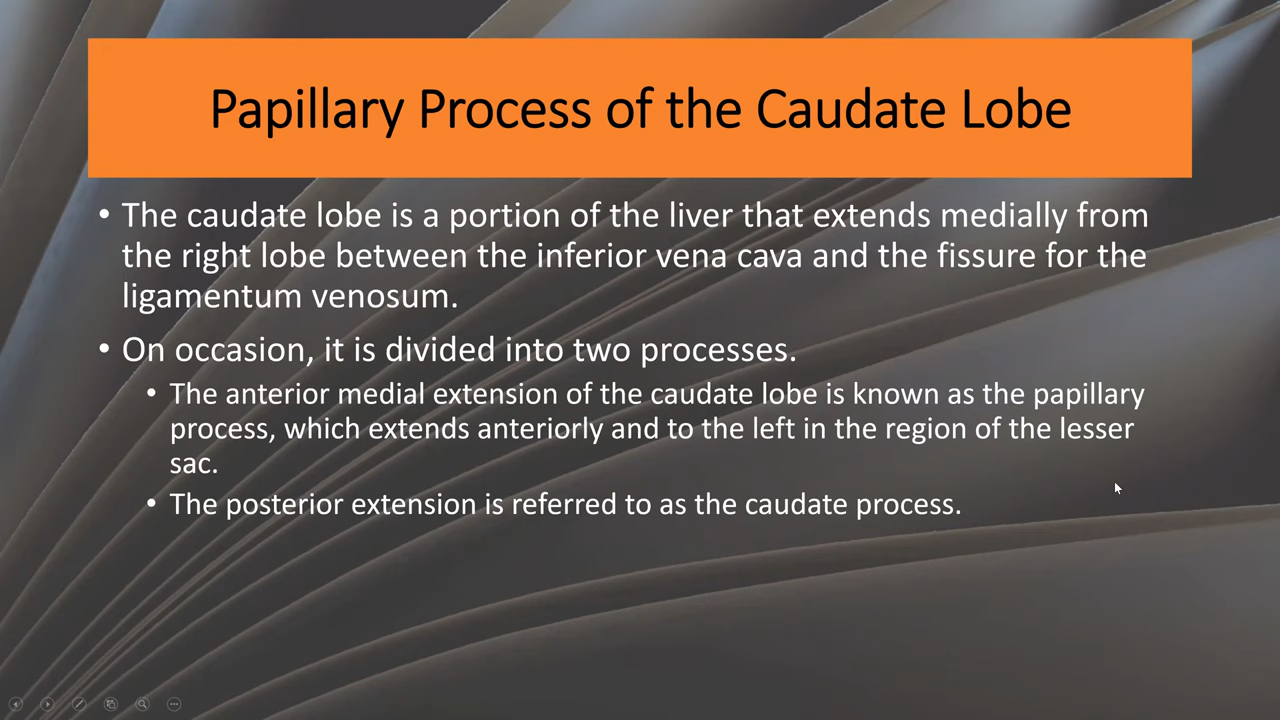 Papillary Process of the Caudate Lobe
• The caudate lobe is a portion of the liver that extends medially from
the right lobe between the inferior vena cava and the fissure for the
ligamentum venosum.
• On occasion, it is divided into two processes.
• The anterior medial extension of the caudate lobe is known as the papillary
process, which extends anteriorly and to the left in the region of the lesser
sac.
• The posterior extension is referred to as the caudate process.